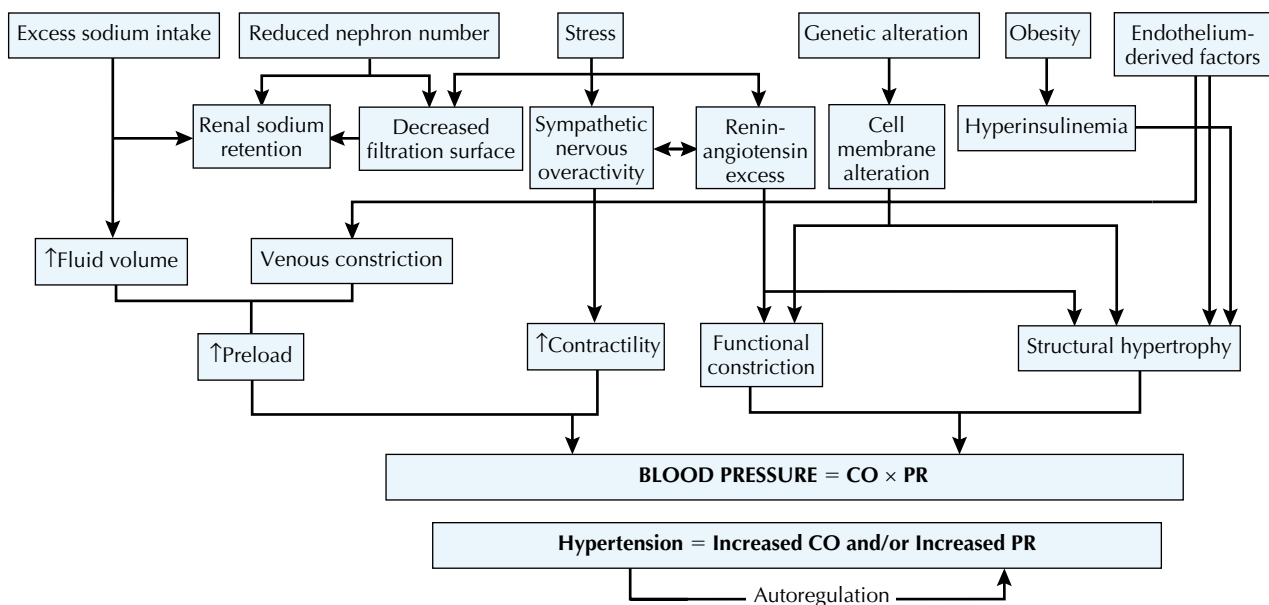 Excess sodium intake
Reduced nephron number
Stress
Genetic alteration
Obesity
Endothelium-
derived factors
Renal sodium
retention
Decreased
filtration surface
Sympathetic
nervous
overactivity
Renin-
angiotensin
excess
Cell
membrane
alteration
Hyperinsulinemia
↑Fluid volume
Venous constriction
↑Preload
↑Contractility
Functional
constriction
Structural hypertrophy
BLOOD PRESSURE = CO × PR
Hypertension = Increased CO and/or Increased PR
Autoregulation